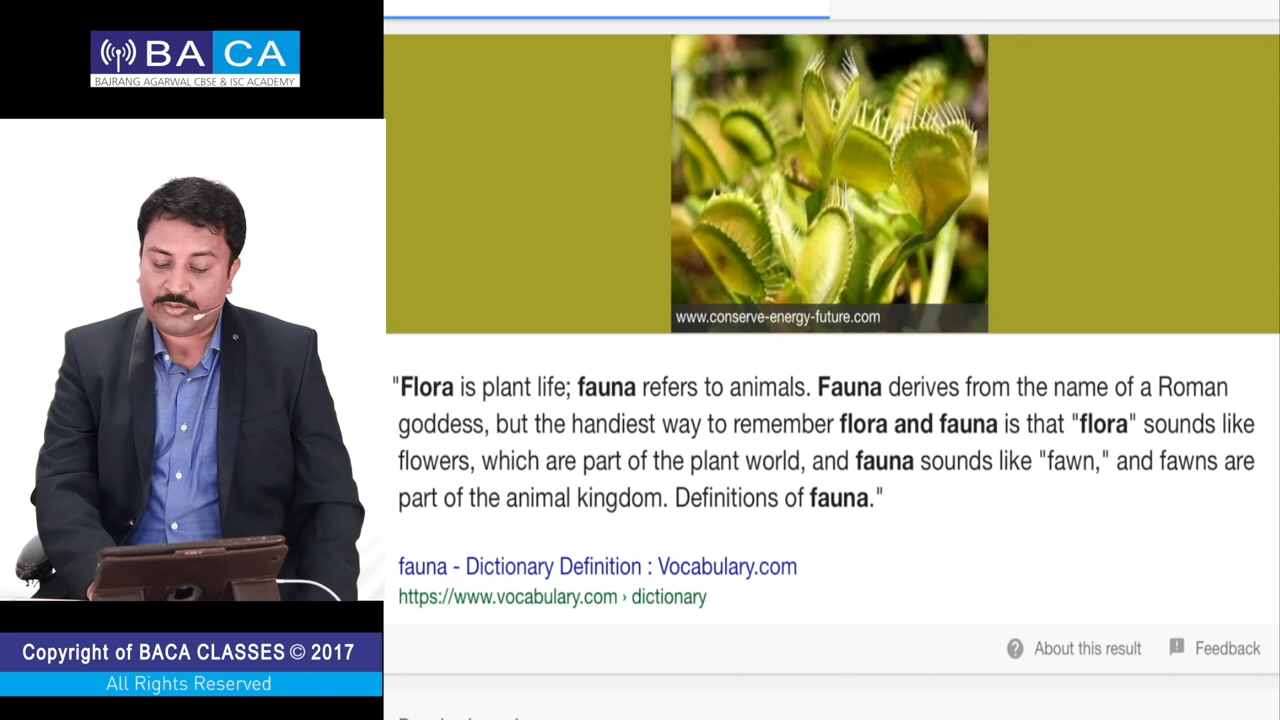 BACA
BAJRANG AGARWAL CBSE & ISC ACADEMY
www.conserve-energy-future.com
"Flora is plant life; fauna refers to animals. Fauna derives from the name of a Roman
goddess, but the handiest way to remember flora and fauna is that "flora" sounds like
flowers, which are part of the plant world, and fauna sounds like "fawn," and fawns are
part of the animal kingdom. Definitions of fauna."
fauna - Dictionary Definition : Vocabulary.com
https://www.vocabulary.com › dictionary
About this result Feedback
Copyright of BACA CLASSES © 2017
All Rights Reserved